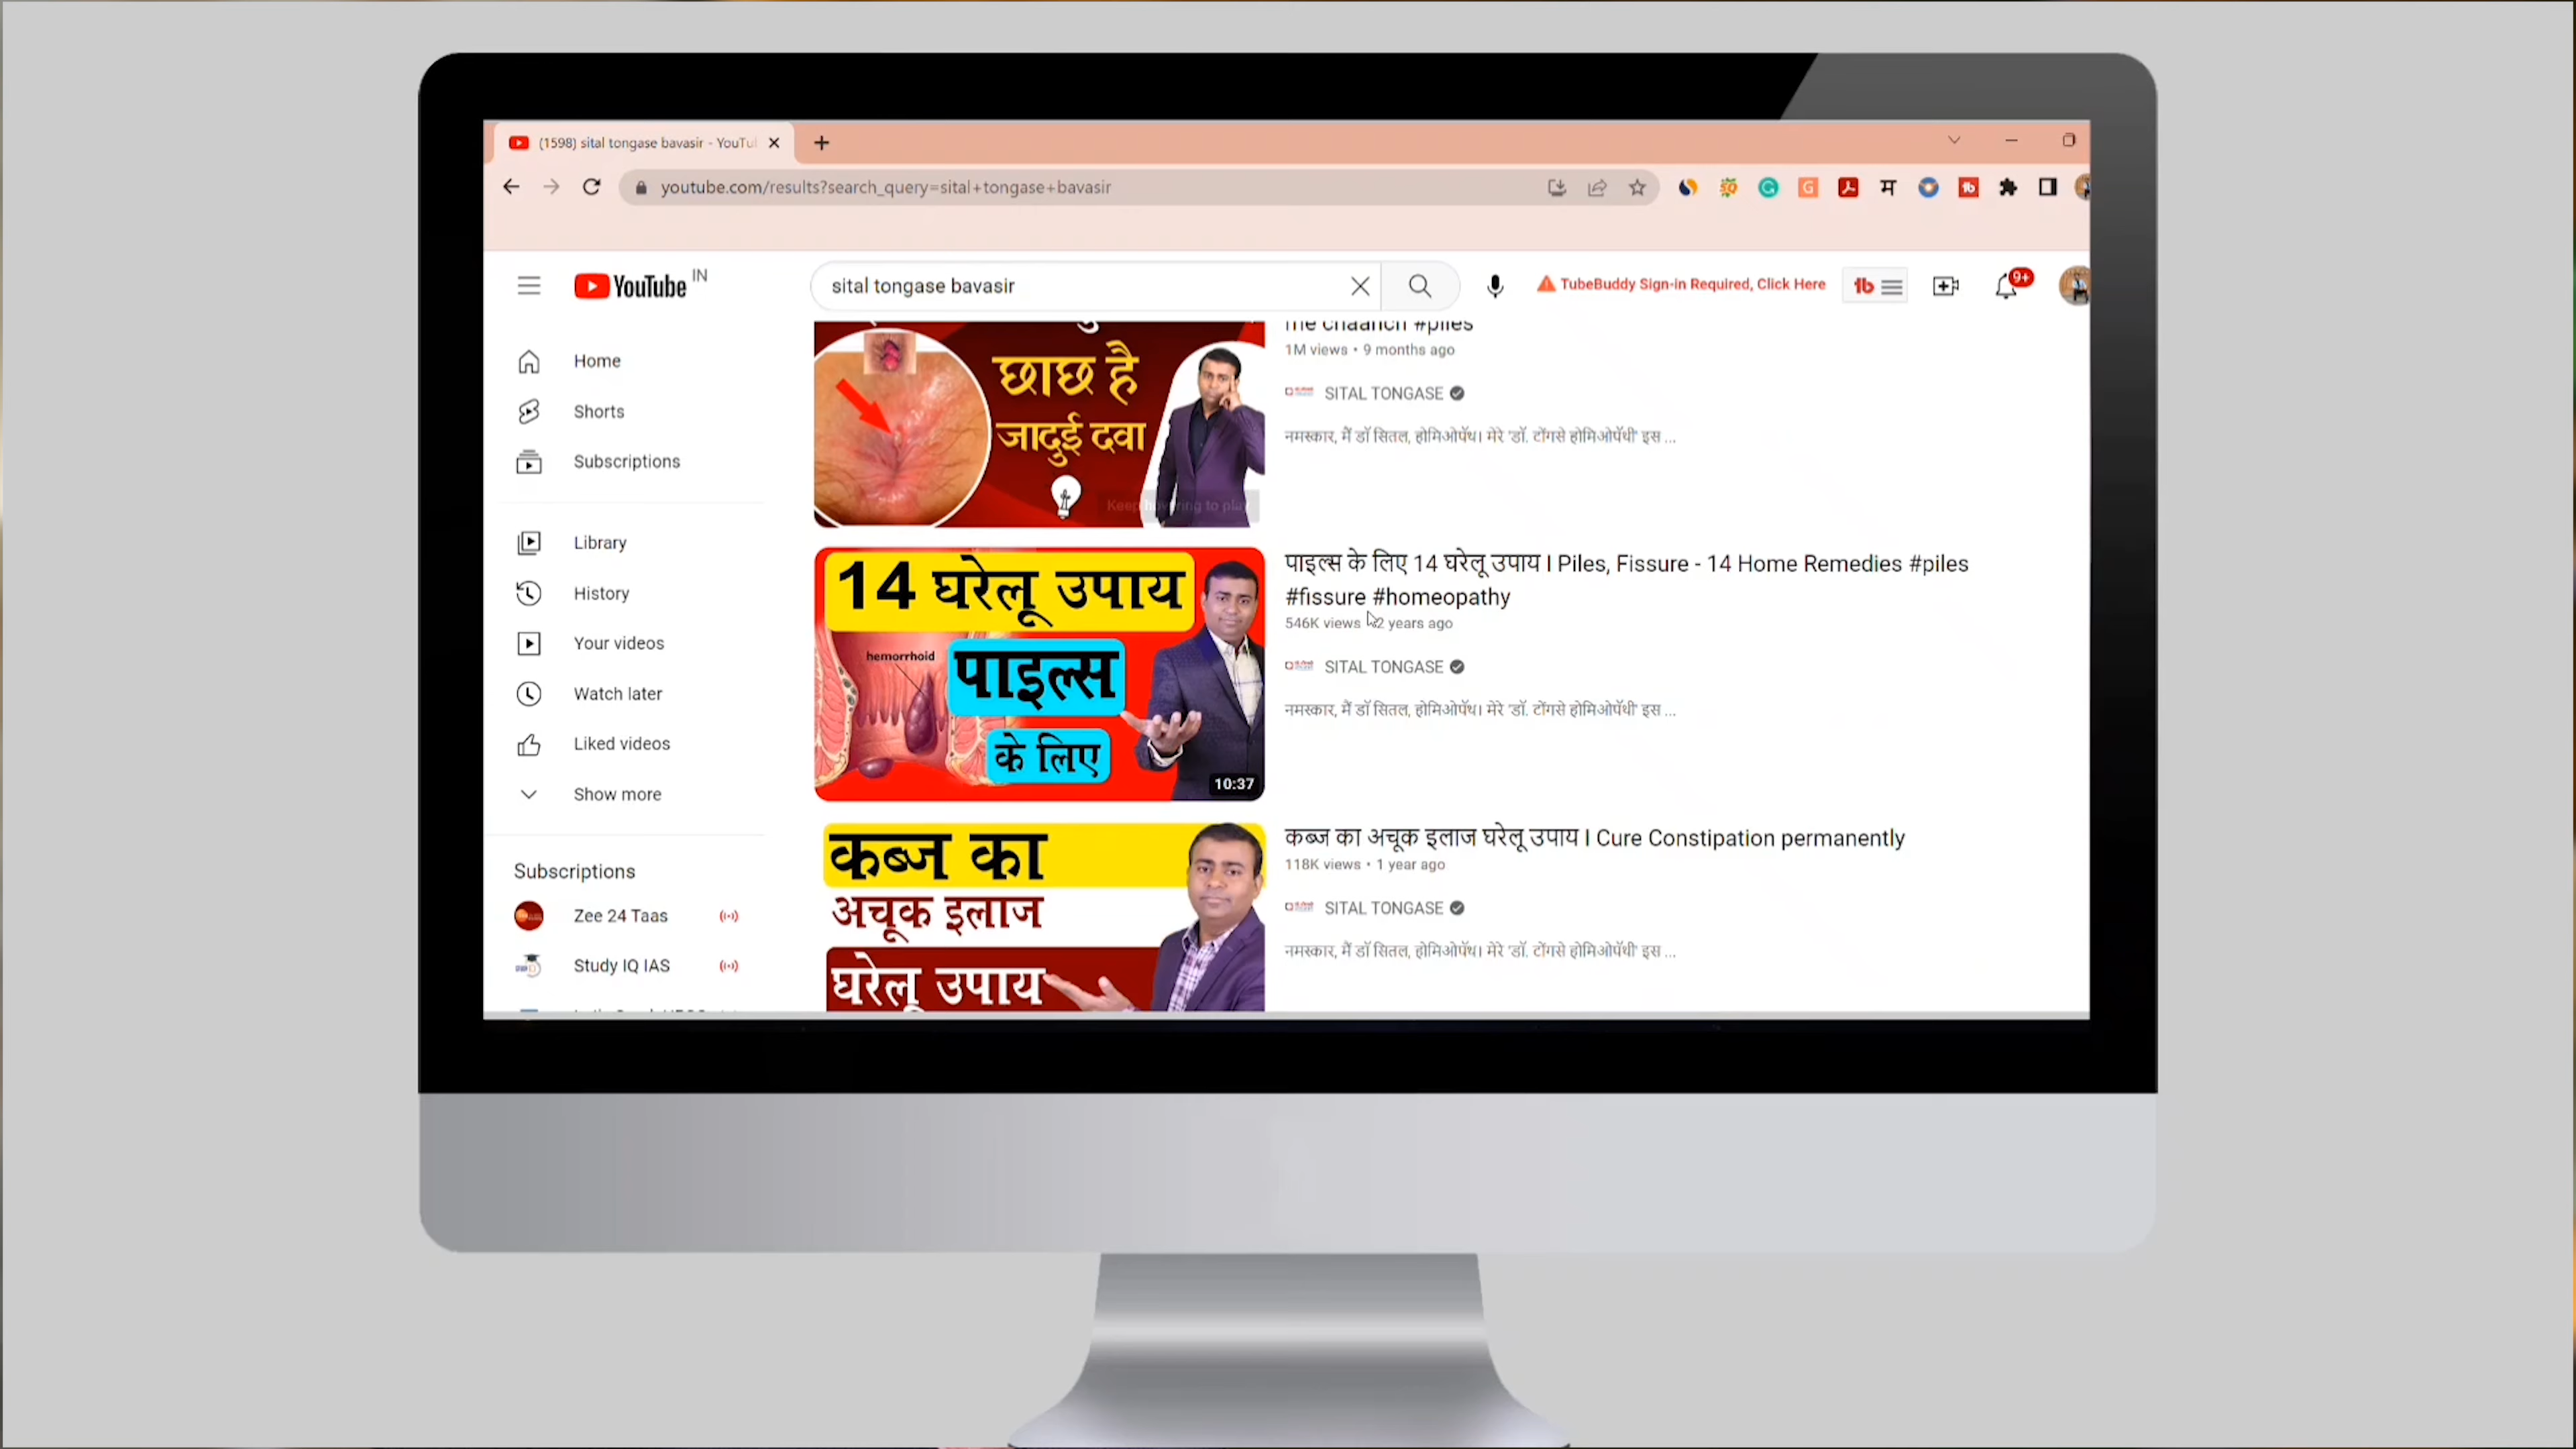 (1598) sital tongase bavasir - YouTu
youtube.com/results?search_query=sital+tongase+bavasir
YouTube IN
sital tongase bavasir
TubeBuddy Sign-in Required, Click Here
9+
Home
Shorts
Subscriptions
Library
History
Your videos
Watch later
Liked videos
Show more
Subscriptions
Zee 24 Taas
Study IQ IAS
छाछ है
जादुई दवा
Keep hovering to play
#piles
1M views • 9 months ago
SITAL TONGASE
नमस्कार, मैं डॉ सितल, होमिओपॅथ। मेरे 'डॉ. टोंगसे होमिओपॅथी' इस ...
14 घरेलू उपाय
hemorrhoid
पाइल्स
के लिए
10:37
पाइल्स के लिए 14 घरेलू उपाय I Piles, Fissure - 14 Home Remedies #piles
#fissure #homeopathy
546K views 2 years ago
SITAL TONGASE
नमस्कार, मैं डॉ सितल, होमिओपॅथ। मेरे 'डॉ. टोंगसे होमिओपॅथी' इस ...
कब्ज का
अचूक इलाज
घरेलू उपाय
कब्ज का अचूक इलाज घरेलू उपाय I Cure Constipation permanently
118K views • 1 year ago
SITAL TONGASE
नमस्कार, मैं डॉ सितल, होमिओपॅथ। मेरे 'डॉ. टोंगसे होमिओपॅथी' इस ...